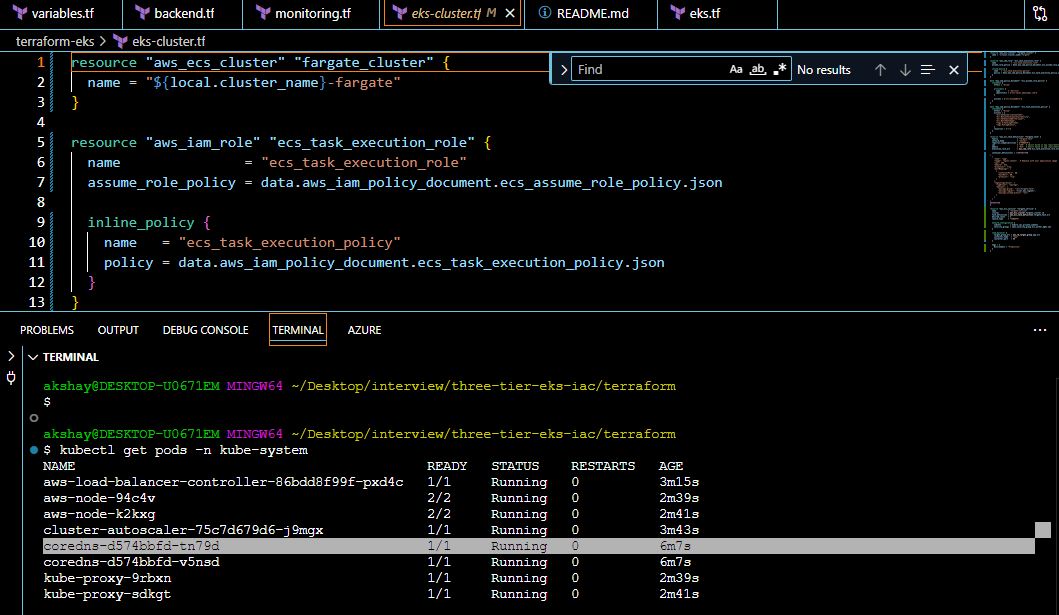 variables.tf backend.tf monitoring.tf eks-cluster.tf M README.md eks.tf
terraform-eks > eks-cluster.tf
Find Aa ab .* No results
1 resource "aws_ecs_cluster" "fargate_cluster" {
2 name = "${local.cluster_name}-fargate"
3 }
4
5 resource "aws_iam_role" "ecs_task_execution_role" {
6 name = "ecs_task_execution_role"
7 assume_role_policy = data.aws_iam_policy_document.ecs_assume_role_policy.json
8
9 inline_policy {
10 name = "ecs_task_execution_policy"
11 policy = data.aws_iam_policy_document.ecs_task_execution_policy.json
12 }
13 }
PROBLEMS OUTPUT DEBUG CONSOLE TERMINAL AZURE
TERMINAL
akshay@DESKTOP-U0671EM MINGW64 ~/Desktop/interview/three-tier-eks-iac/terraform
$
akshay@DESKTOP-U0671EM MINGW64 ~/Desktop/interview/three-tier-eks-iac/terraform
$ kubectl get pods -n kube-system
NAME READY STATUS RESTARTS AGE
aws-load-balancer-controller-86bdd8f99f-pxd4c 1/1 Running 0 3m15s
aws-node-94c4v 2/2 Running 0 2m39s
aws-node-k2kxg 2/2 Running 0 2m41s
cluster-autoscaler-75c7d679d6-j9mgx 1/1 Running 0 3m43s
coredns-d574bbfd-tn79d 1/1 Running 0 6m7s
coredns-d574bbfd-v5nsd 1/1 Running 0 6m7s
kube-proxy-9rbxn 1/1 Running 0 2m39s
kube-proxy-sdkgt 1/1 Running 0 2m41s